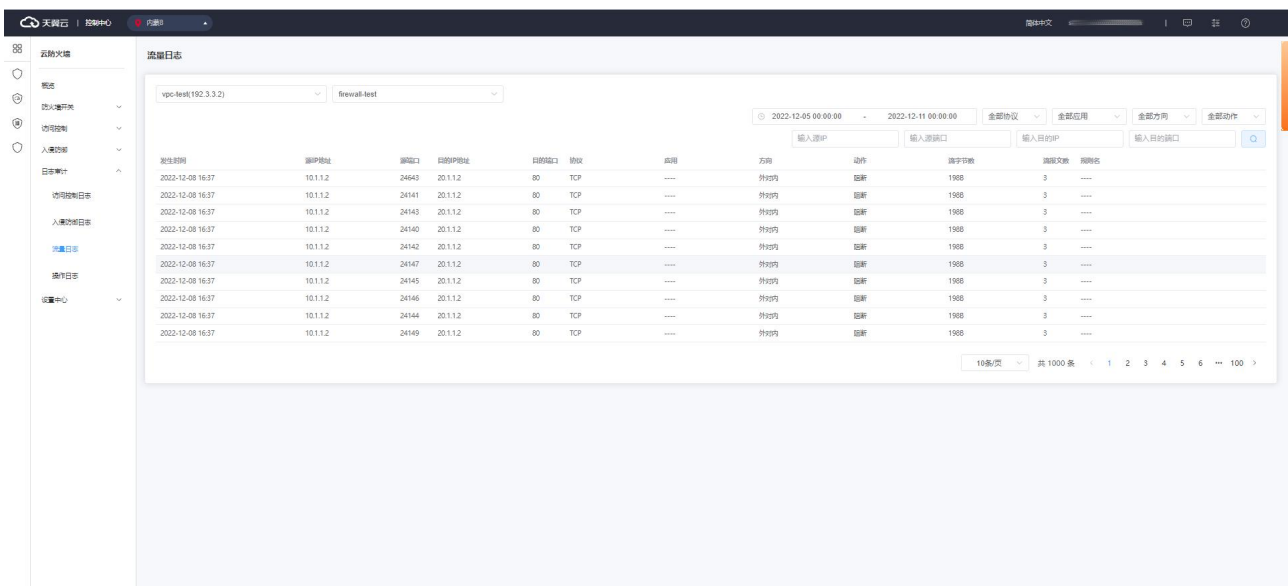 天翼云 | 控制中心 内蒙8 简体中文
云防火墙
概览
防火墙开关
访问控制
入侵防御
日志审计
访问控制日志
入侵防御日志
流量日志
操作日志
设置中心
流量日志
vpc-test(192.3.3.2) firewall-test
2022-12-05 00:00:00 - 2022-12-11 00:00:00 全部协议 全部应用 全部方向 全部动作
输入源IP 输入源端口 输入目的IP 输入目的端口
发生时间 源IP地址 源端口 目的IP地址 目的端口 协议 应用 方向 动作 流字节数 流报文数 规则名
2022-12-08 16:37 10.1.1.2 24643 20.1.1.2 80 TCP ---- 外对内 阻断 198B 3 ----
2022-12-08 16:37 10.1.1.2 24141 20.1.1.2 80 TCP ---- 外对内 阻断 198B 3 ----
2022-12-08 16:37 10.1.1.2 24143 20.1.1.2 80 TCP ---- 外对内 阻断 198B 3 ----
2022-12-08 16:37 10.1.1.2 24140 20.1.1.2 80 TCP ---- 外对内 阻断 198B 3 ----
2022-12-08 16:37 10.1.1.2 24142 20.1.1.2 80 TCP ---- 外对内 阻断 198B 3 ----
2022-12-08 16:37 10.1.1.2 24147 20.1.1.2 80 TCP ---- 外对内 阻断 198B 3 ----
2022-12-08 16:37 10.1.1.2 24145 20.1.1.2 80 TCP ---- 外对内 阻断 198B 3 ----
2022-12-08 16:37 10.1.1.2 24146 20.1.1.2 80 TCP ---- 外对内 阻断 198B 3 ----
2022-12-08 16:37 10.1.1.2 24144 20.1.1.2 80 TCP ---- 外对内 阻断 198B 3 ----
2022-12-08 16:37 10.1.1.2 24149 20.1.1.2 80 TCP ---- 外对内 阻断 198B 3 ----
10条/页 共 1000 条 < 1 2 3 4 5 6 ··· 100 >